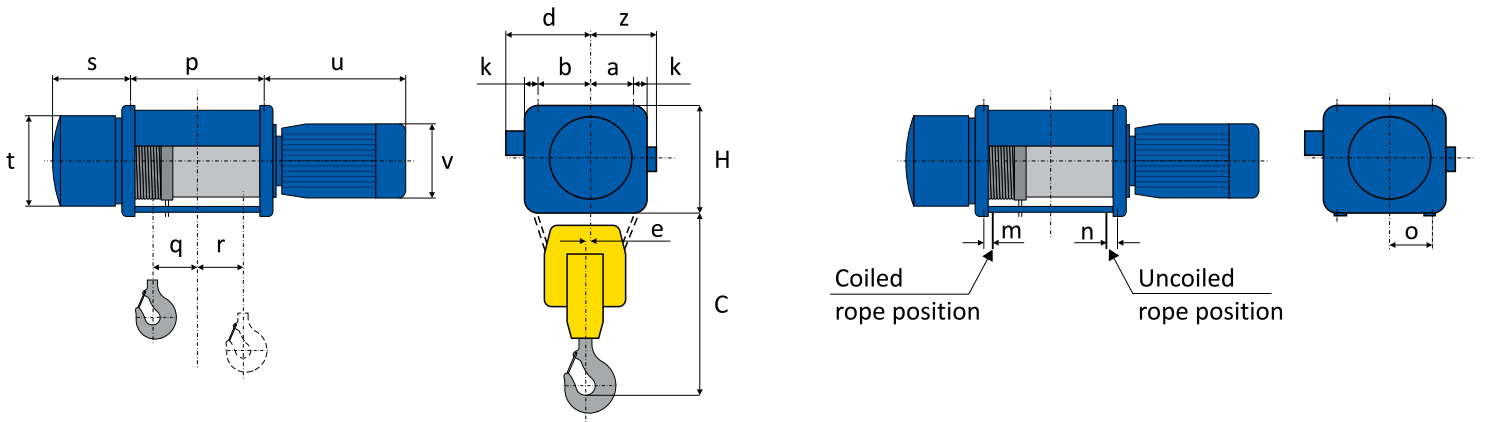 d z
s p u
k b a k
t v H
q r e
C
m n o
Coiled
rope position
Uncoiled
rope position